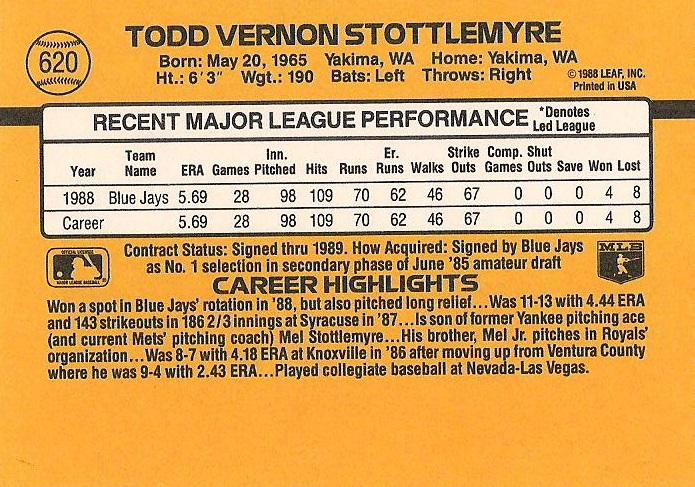 620
TODD VERNON STOTTLEMYRE
Born: May 20, 1965 Yakima, WA Home: Yakima, WA
Ht.: 6'3" Wgt.: 190 Bats: Left Throws: Right
© 1988 LEAF, INC.
Printed in USA
RECENT MAJOR LEAGUE PERFORMANCE *Denotes Led League
Year Team Name ERA Games Inn. Pitched Hits Runs Er. Runs Walks Strike Outs Comp. Games Shut Outs Save Won Lost
1988 Blue Jays 5.69 28 98 109 70 62 46 67 0 0 0 4 8
Career 5.69 28 98 109 70 62 46 67 0 0 0 4 8
Contract Status: Signed thru 1989. How Acquired: Signed by Blue Jays
as No. 1 selection in secondary phase of June '85 amateur draft
OFFICIAL LICENSEE
MAJOR LEAGUE BASEBALL
MLB
CAREER HIGHLIGHTS
Won a spot in Blue Jays' rotation in '88, but also pitched long relief...Was 11-13 with 4.44 ERA
and 143 strikeouts in 186 2/3 innings at Syracuse in '87...Is son of former Yankee pitching ace
(and current Mets' pitching coach) Mel Stottlemyre...His brother, Mel Jr. pitches in Royals'
organization...Was 8-7 with 4.18 ERA at Knoxville in '86 after moving up from Ventura County
where he was 9-4 with 2.43 ERA...Played collegiate baseball at Nevada-Las Vegas.